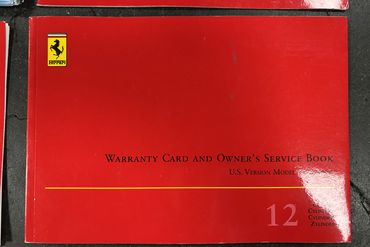 Ferrari
WARRANTY CARD AND OWNER'S SERVICE BOOK
U.S. VERSION MODEL
12